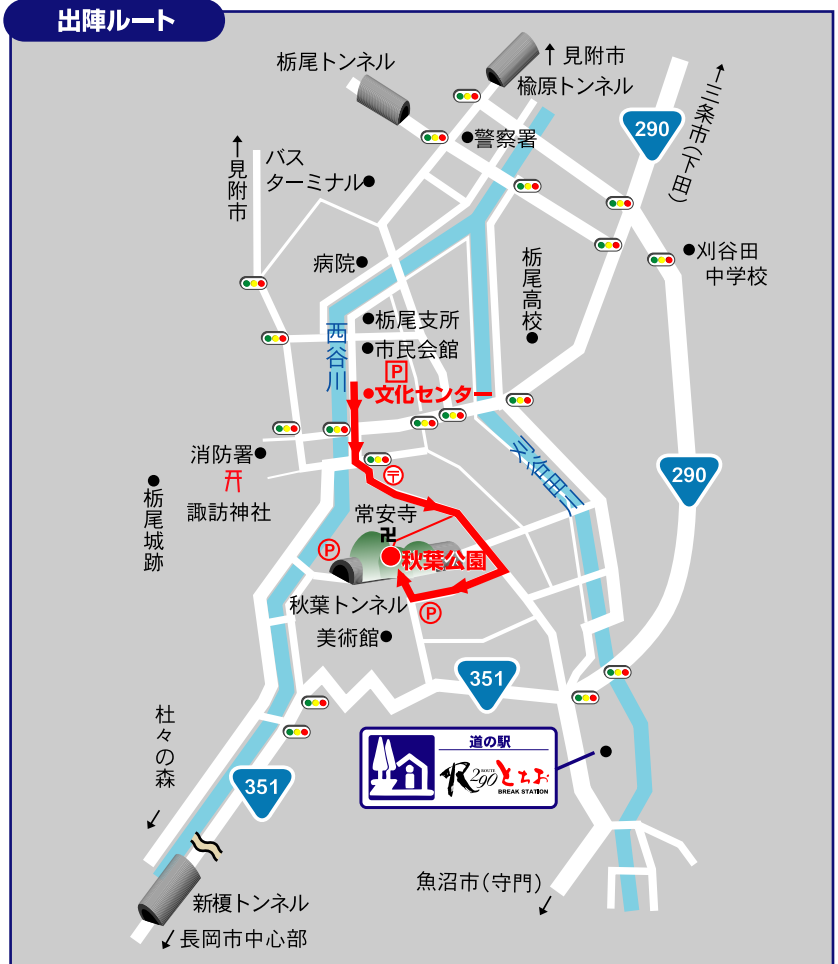 出陣ルート
栃尾トンネル
↑見附市
楡原トンネル
290
↑三条市(下田)
警察署
↑見附市
バス
ターミナル
刈谷田
中学校
病院
栃尾高校
栃尾支所
西谷川
市民会館
P
文化センター
消防署
〒
刈谷田川
290
栃尾城跡
諏訪神社
常安寺
卍
P
秋葉公園
秋葉トンネル
P
美術館
351
杜々の森
道の駅
R290 とちお
ROUTE
BREAK STATION
351
魚沼市(守門)
新榎トンネル
長岡市中心部